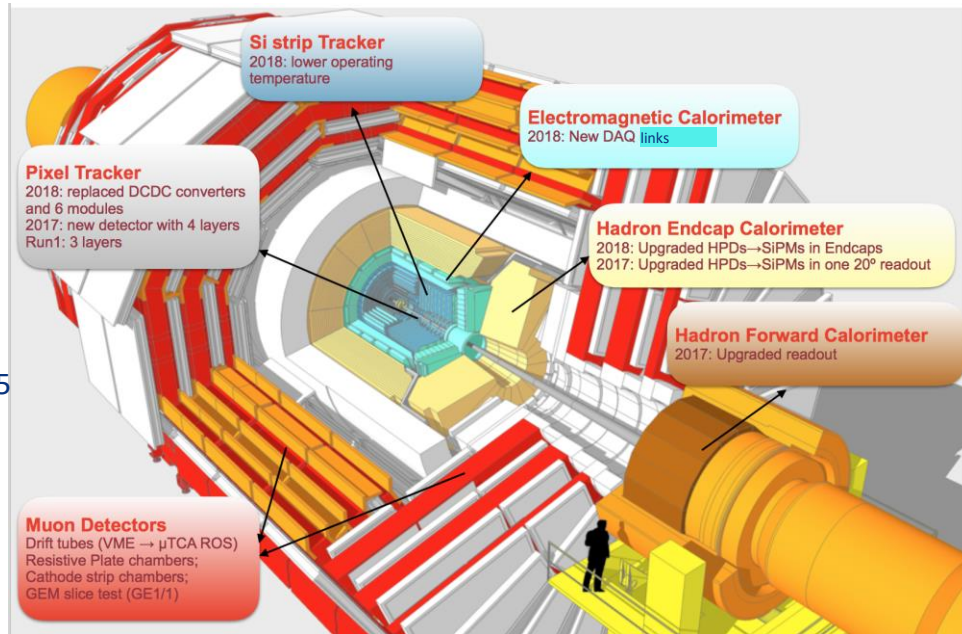 Si strip Tracker
2018: lower operating
temperature
Electromagnetic Calorimeter
2018: New DAQ links
Pixel Tracker
2018: replaced DCDC converters
and 6 modules
2017: new detector with 4 layers
Run1: 3 layers
Hadron Endcap Calorimeter
2018: Upgraded HPDs→SiPMs in Endcaps
2017: Upgraded HPDs→SiPMs in one 20º readout
Hadron Forward Calorimeter
2017: Upgraded readout
5
Muon Detectors
Drift tubes (VME → µTCA ROS)
Resistive Plate chambers;
Cathode strip chambers;
GEM slice test (GE1/1)